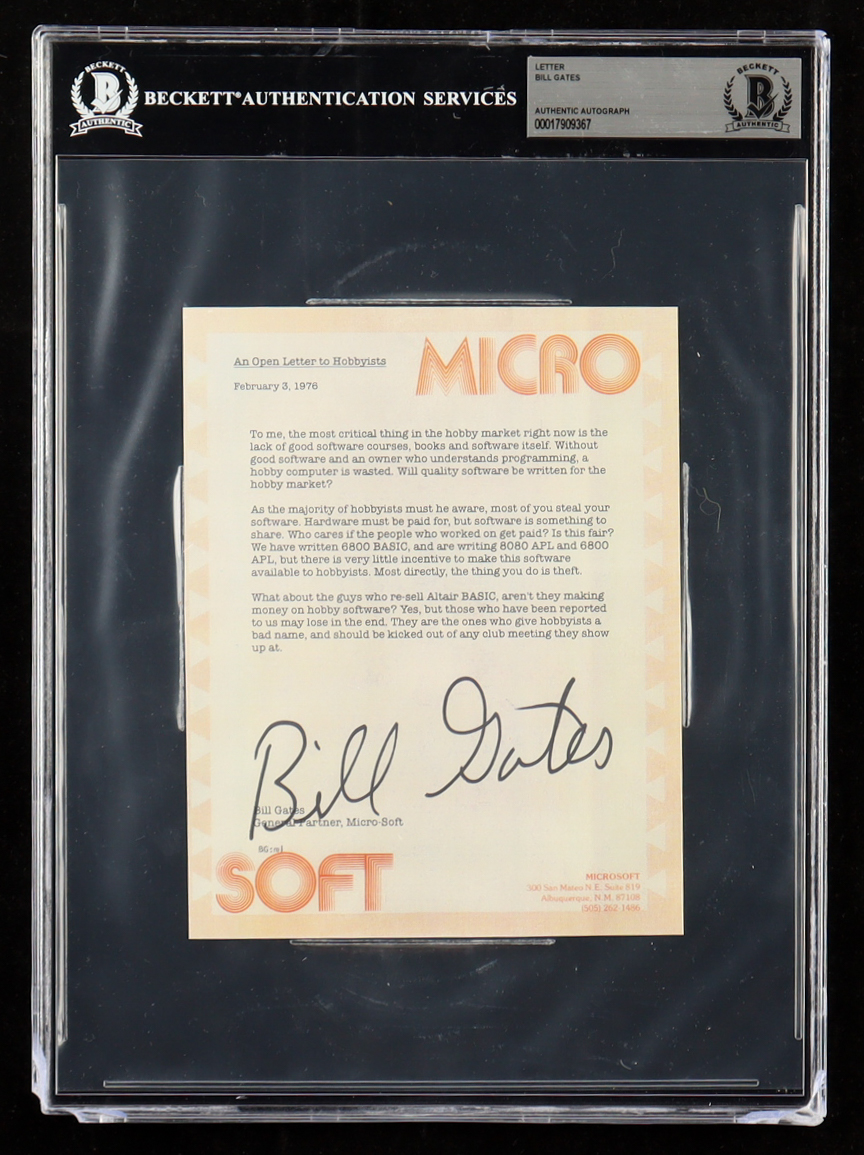 BECKETT
B
AUTHENTIC
BECKETT® AUTHENTICATION SERVICES
LETTER
BILL GATES
AUTHENTIC AUTOGRAPH
00017909367
BECKETT
B
AUTHENTIC
An Open Letter to Hobbyists
February 3, 1976
MICRO
To me, the most critical thing in the hobby market right now is the
lack of good software courses, books and software itself. Without
good software and an owner who understands programming, a
hobby computer is wasted. Will quality software be written for the
hobby market?
As the majority of hobbyists must he aware, most of you steal your
software. Hardware must be paid for, but software is something to
share. Who cares if the people who worked on get paid? Is this fair?
We have written 6800 BASIC, and are writing 8080 APL and 6800
APL, but there is very little incentive to make this software
available to hobbyists. Most directly, the thing you do is theft.
What about the guys who re-sell Altair BASIC, aren't they making
money on hobby software? Yes, but those who have been reported
to us may lose in the end. They are the ones who give hobbyists a
bad name, and should be kicked out of any club meeting they show
up at.
Bill Gates
Bill Gates
General Partner, Micro-Soft
SOFT
MICROSOFT
300 San Mateo N.E. Suite 819
Albuquerque, N.M. 87108
(505) 262-1486